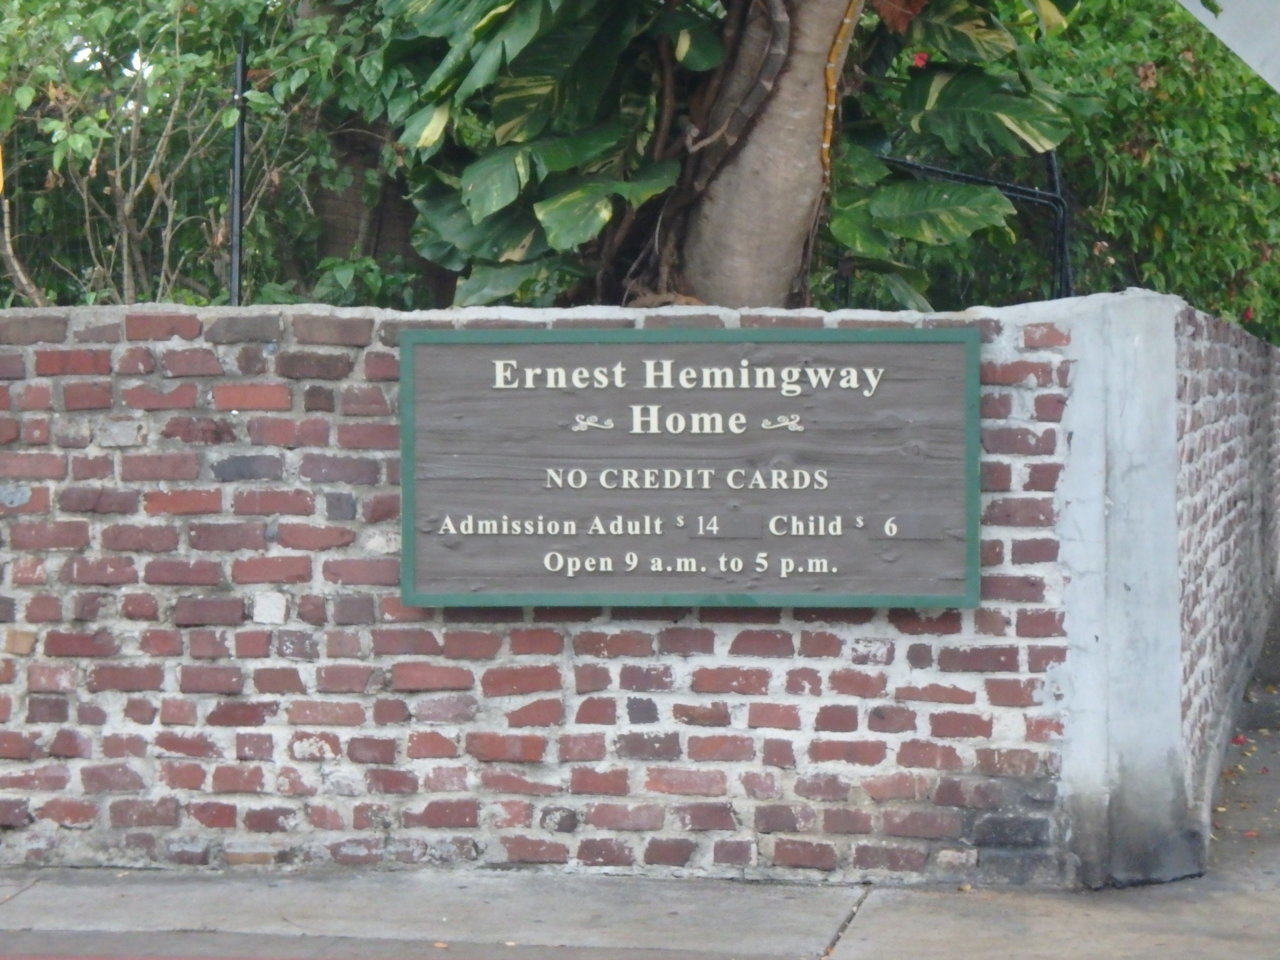 Ernest Hemingway
Home
NO CREDIT CARDS
Admission Adult $ 14 Child $ 6
Open 9 a.m. to 5 p.m.